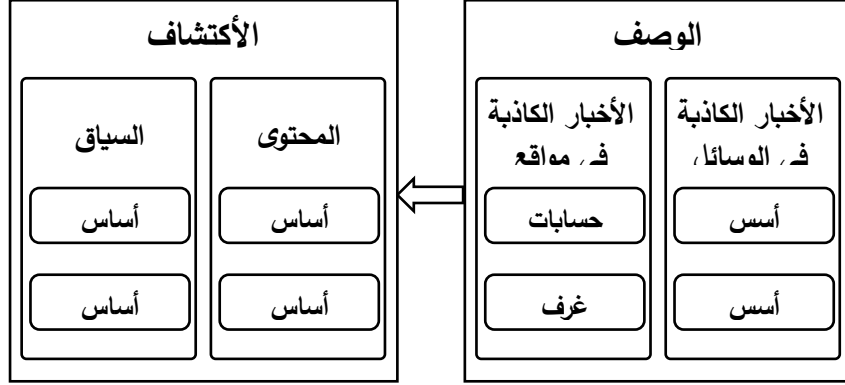 الوصف
الأخبار الكاذبة
في الوسائل
أسس
أسس
الأخبار الكاذبة
في مواقع
حسابات
غرف
الأكتشاف
المحتوى
أساس
أساس
السياق
أساس
أساس